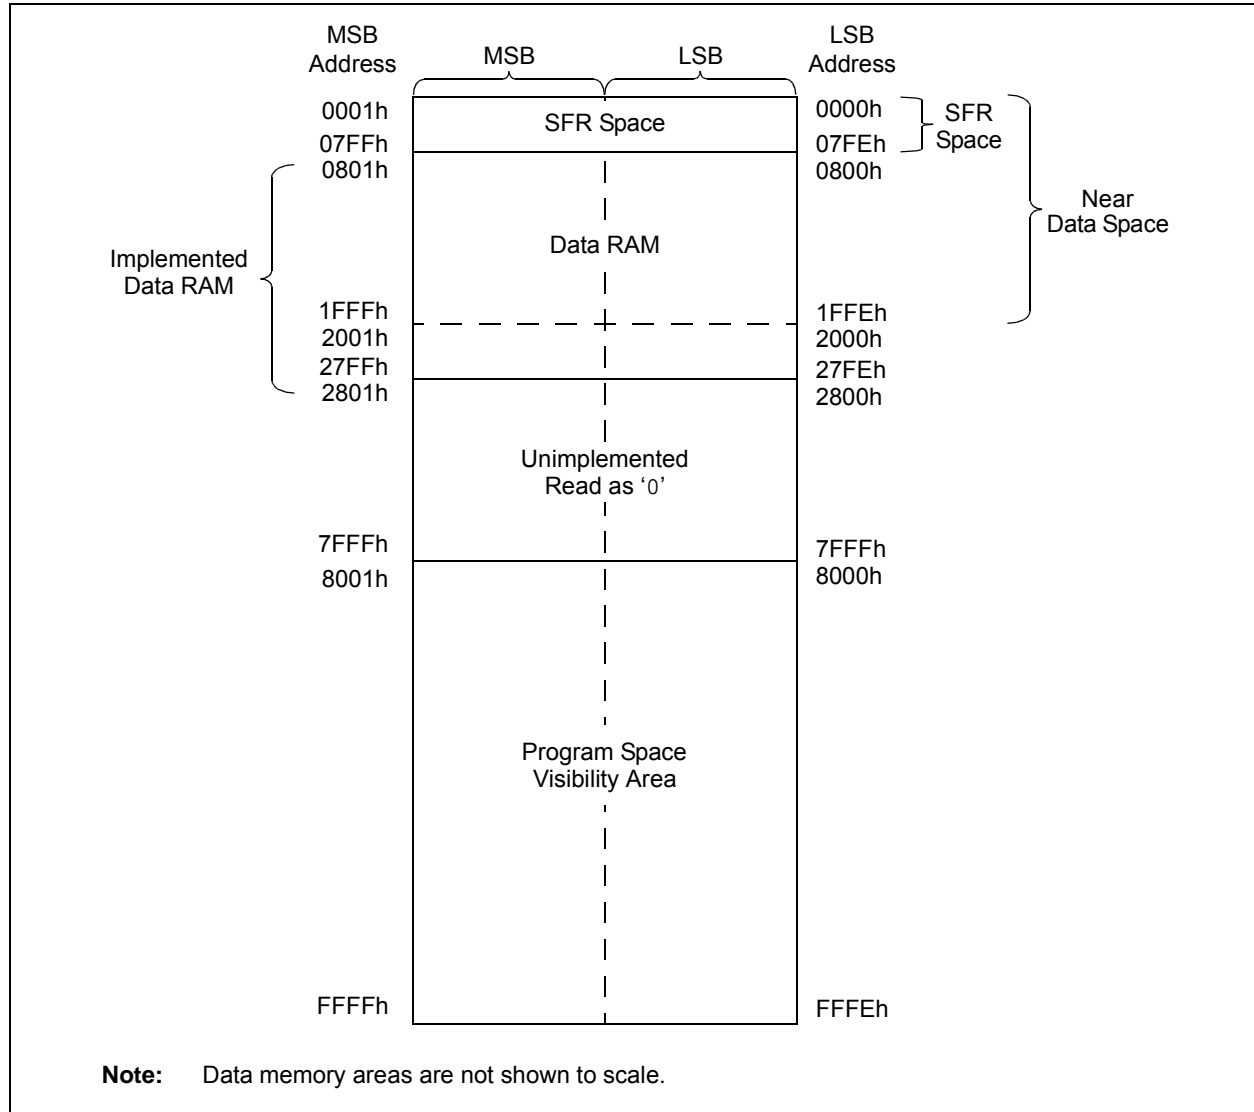 MSB
Address
MSB
LSB
LSB
Address
0001h
SFR Space
0000h
SFR
Space
07FFh
07FEh
0801h
0800h
Near
Data Space
Implemented
Data RAM
Data RAM
1FFFh
1FFEh
2001h
2000h
27FFh
27FEh
2801h
2800h
Unimplemented
Read as ‘0’
7FFFh
7FFFh
8001h
8000h
Program Space
Visibility Area
FFFFh
FFFEh
Note: Data memory areas are not shown to scale.